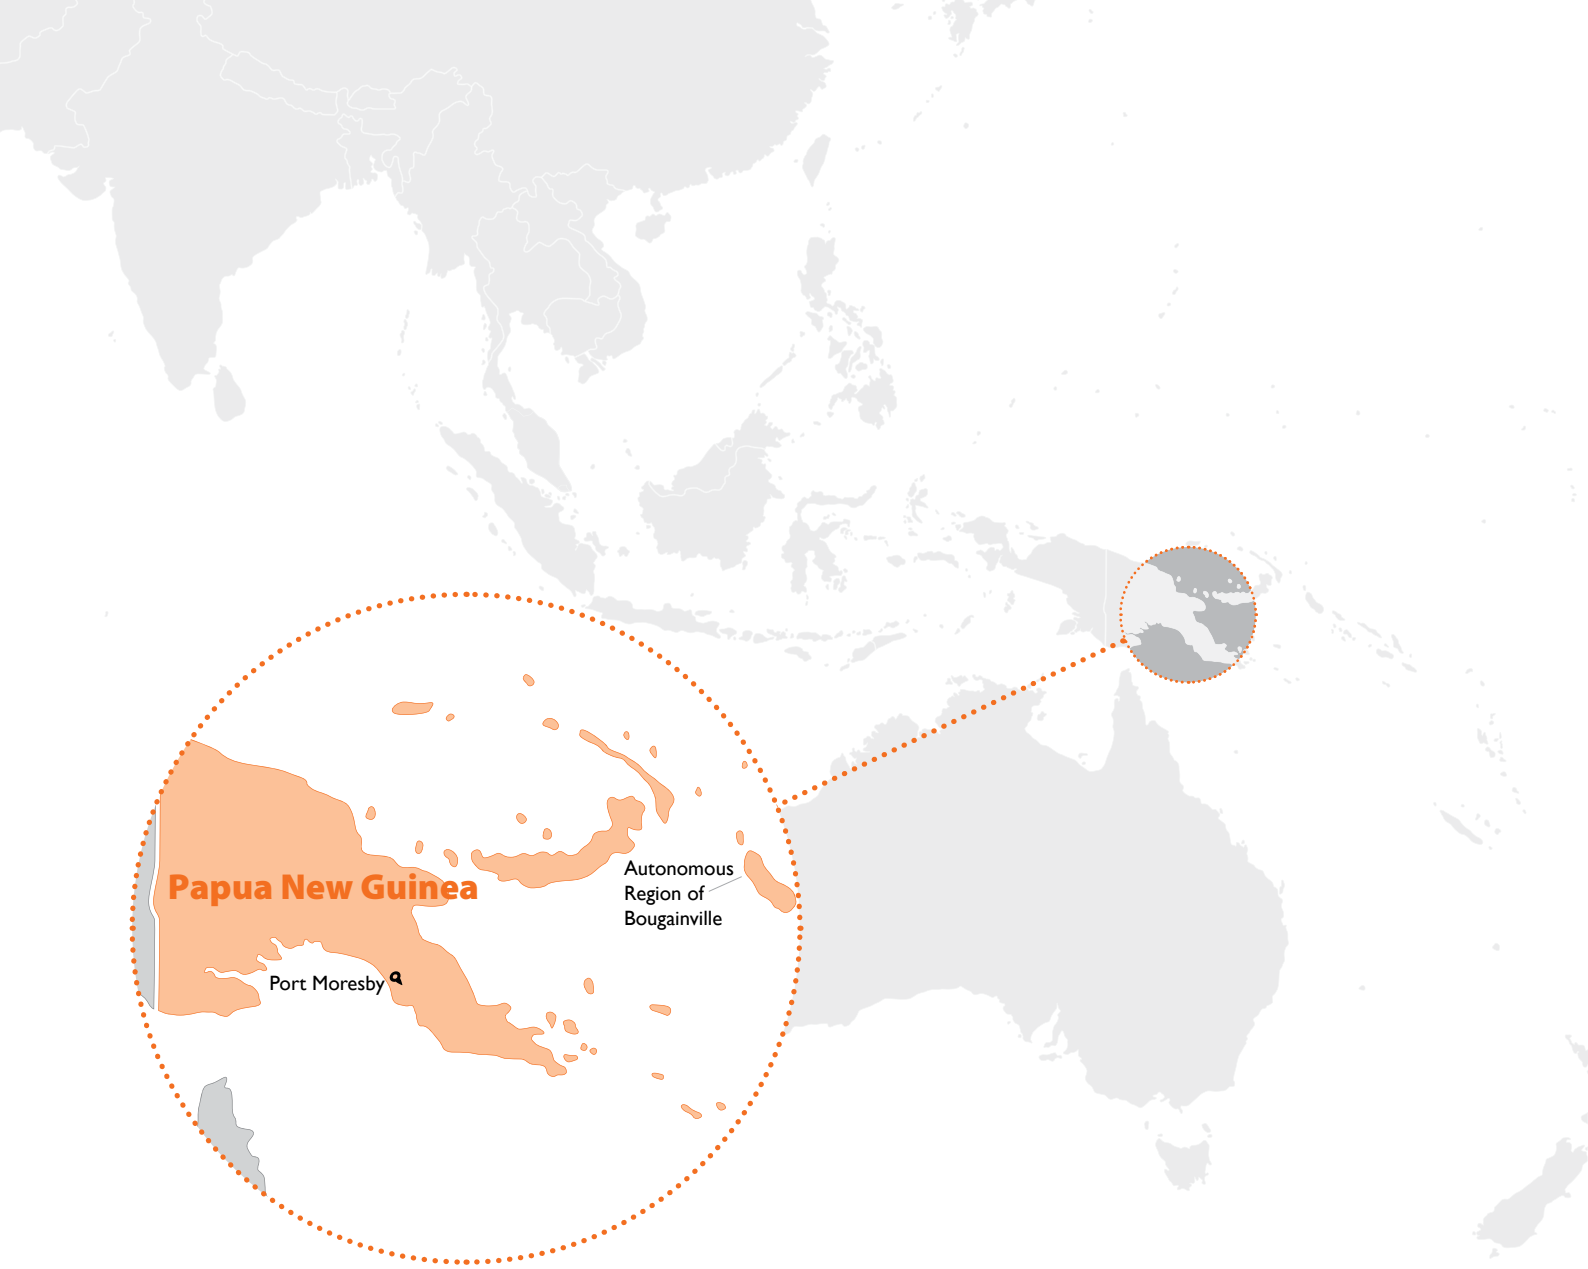 Autonomous
Region of
Bougainville
Papua New Guinea
Port Moresby